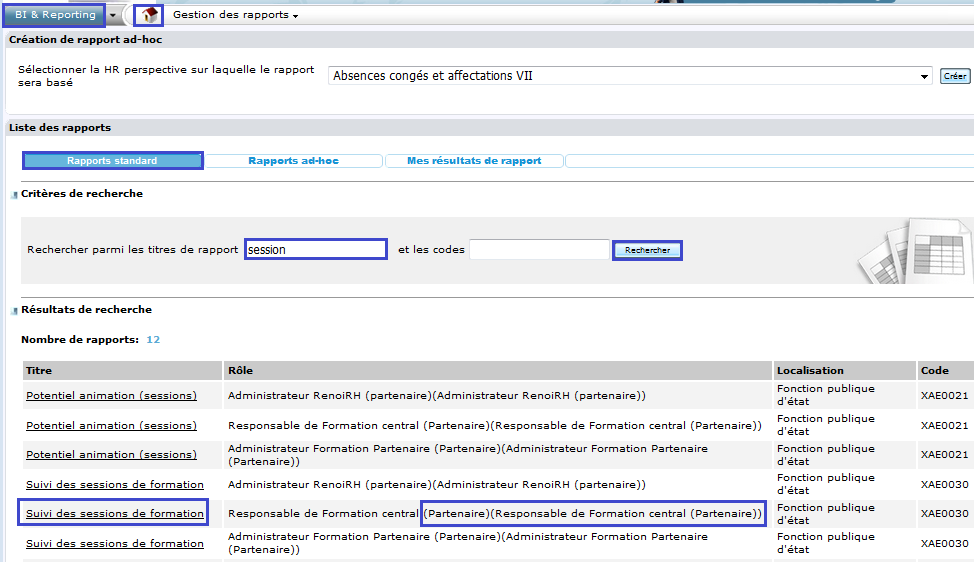 BI & Reporting
Gestion des rapports
Création de rapport ad-hoc
Sélectionner la HR perspective sur laquelle le rapport
sera basé
Absences congés et affectations VII
Créer
Liste des rapports
Rapports standard
Rapports ad-hoc
Mes résultats de rapport
Critères de recherche
Rechercher parmi les titres de rapport session et les codes Rechercher
Résultats de recherche
Nombre de rapports: 12
Titre Rôle Localisation Code
Potentiel animation (sessions) Administrateur RenoiRH (partenaire)(Administrateur RenoiRH (partenaire)) Fonction publique d'état XAE0021
Potentiel animation (sessions) Responsable de Formation central (Partenaire)(Responsable de Formation central (Partenaire)) Fonction publique d'état XAE0021
Potentiel animation (sessions) Administrateur Formation Partenaire (Partenaire)(Administrateur Formation Partenaire (Partenaire)) Fonction publique d'état XAE0021
Suivi des sessions de formation Administrateur RenoiRH (partenaire)(Administrateur RenoiRH (partenaire)) Fonction publique d'état XAE0030
Suivi des sessions de formation Responsable de Formation central (Partenaire)(Responsable de Formation central (Partenaire)) Fonction publique d'état XAE0030
Suivi des sessions de formation Administrateur Formation Partenaire (Partenaire)(Administrateur Formation Partenaire (Partenaire)) Fonction publique d'état XAE0030